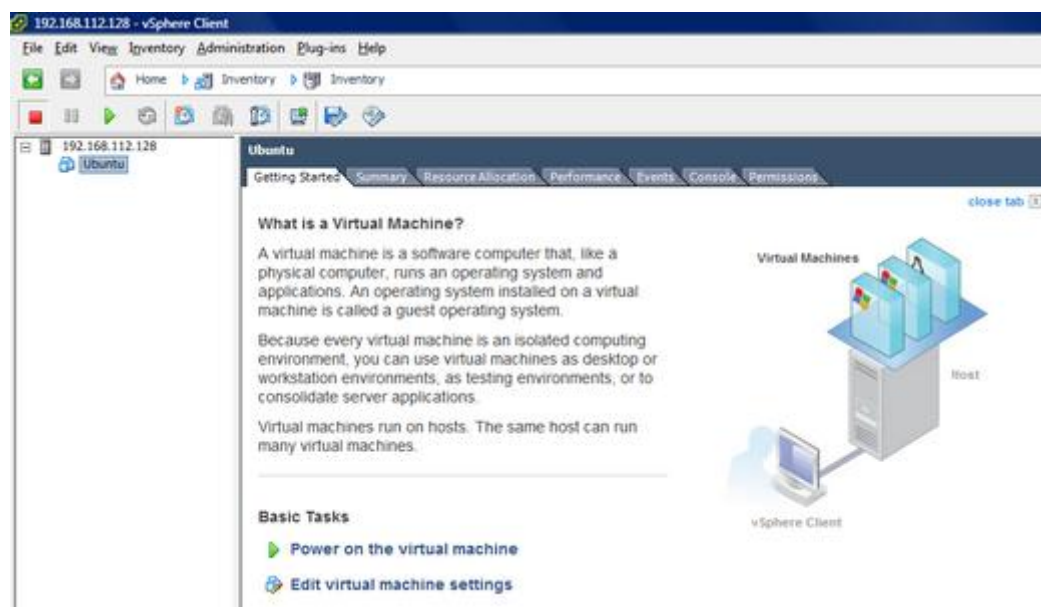 192.168.112.128 - vSphere Client
File Edit View Inventory Administration Plug-ins Help
Home Inventory Inventory
192.168.112.128
Ubuntu
Ubuntu
Getting Started Summary Resource Allocation Performance Events Console Permissions
close tab
What is a Virtual Machine?
A virtual machine is a software computer that, like a
physical computer, runs an operating system and
applications. An operating system installed on a virtual
machine is called a guest operating system.
Because every virtual machine is an isolated computing
environment, you can use virtual machines as desktop or
workstation environments, as testing environments, or to
consolidate server applications.
Virtual machines run on hosts. The same host can run
many virtual machines.
Virtual Machines
Host
vSphere Client
Basic Tasks
Power on the virtual machine
Edit virtual machine settings